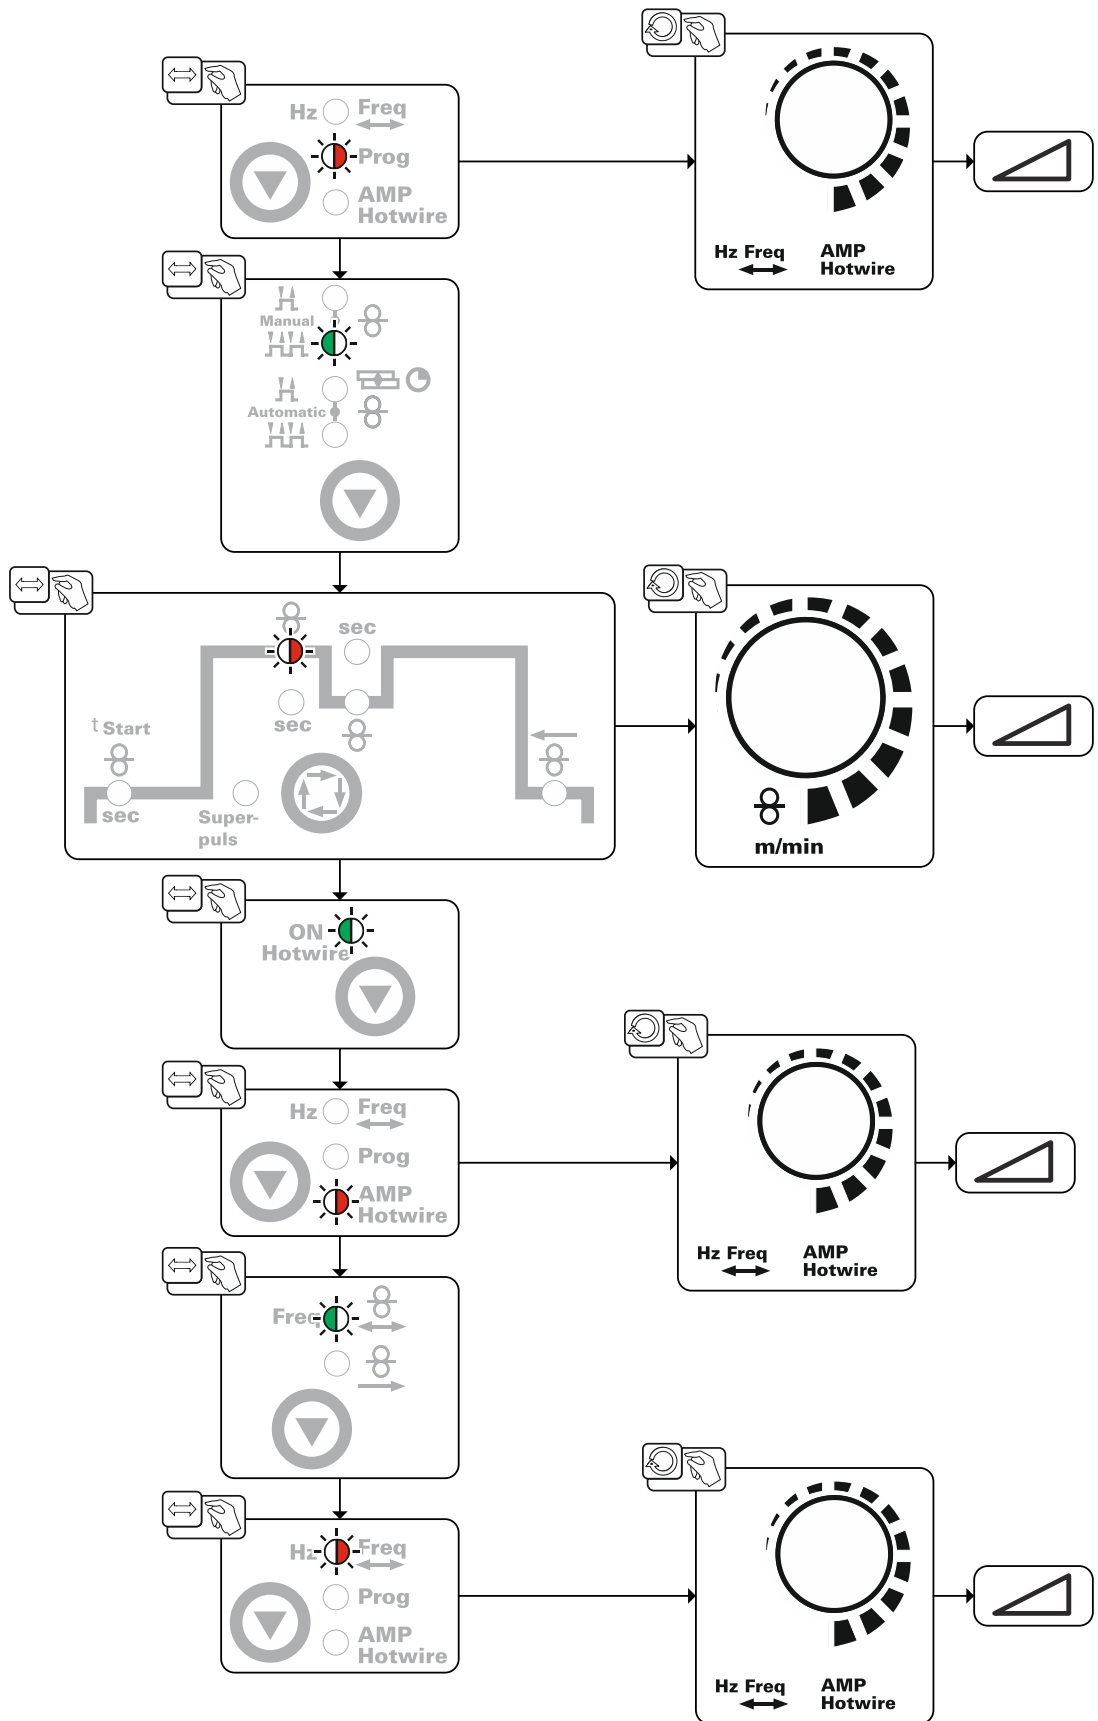 Hz Freq
Prog
AMP
Hotwire
Hz Freq AMP
Hotwire
Manual
Automatic
sec
sec
t Start
sec
Super-
puls
m/min
ON
Hotwire
Hz Freq
Prog
AMP
Hotwire
Hz Freq AMP
Hotwire
Freq
Hz Freq
Prog
AMP
Hotwire
Hz Freq AMP
Hotwire